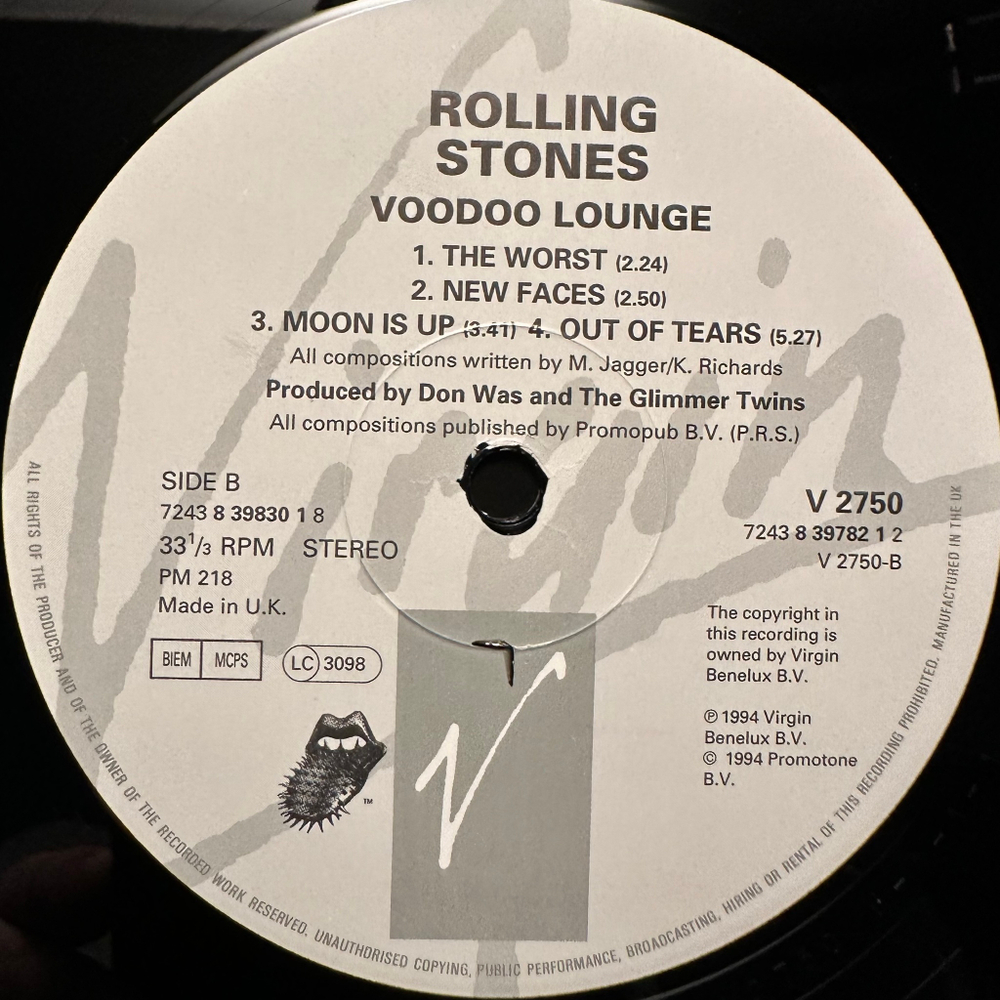 ROLLING
STONES
VOODOO LOUNGE
1. THE WORST (2.24)
2. NEW FACES (2.50)
3. MOON IS UP (3.41) 4. OUT OF TEARS (5.27)
All compositions written by M. Jagger/K. Richards
Produced by Don Was and The Glimmer Twins
All compositions published by Promopub B.V. (P.R.S.)
SIDE B
7243 8 39830 1 8
33 1/3 RPM STEREO
PM 218
Made in U.K.
BIEM MCPS
LC 3098
V 2750
7243 8 39782 1 2
V 2750-B
The copyright in
this recording is
owned by Virgin
Benelux B.V.
℗ 1994 Virgin
Benelux B.V.
© 1994 Promotone
B.V.
TM
Virgin
ALL RIGHTS OF THE PRODUCER AND OF THE OWNER OF THE RECORDED WORK RESERVED. UNAUTHORISED COPYING, PUBLIC PERFORMANCE, BROADCASTING, HIRING OR RENTAL OF THIS RECORDING PROHIBITED. MANUFACTURED IN THE UK